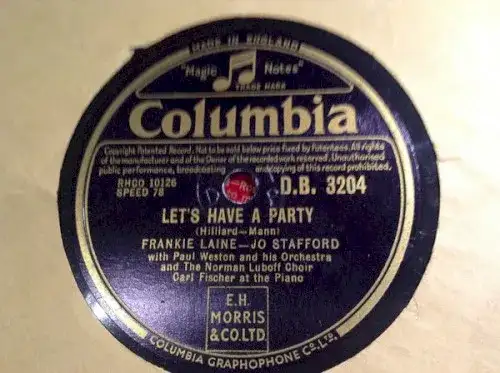 MADE IN ENGLAND
"Magic Notes"
TRADE MARK
Columbia
Copyright Patented Record. Not to be sold below price fixed by Patentees. All rights
of the manufacturer and of the Owner of the recorded work reserved. Unauthorised
public performance, broadcasting and copying of this record prohibited.
RHCO 10126
SPEED 78
D.B. 3204
LET'S HAVE A PARTY
(Hilliard—Mann)
FRANKIE LAINE—JO STAFFORD
with Paul Weston and his Orchestra
and The Norman Luboff Choir
Carl Fischer at the Piano
E.H.
MORRIS
& CO. LTD.
COLUMBIA GRAPHOPHONE CO. LTD.